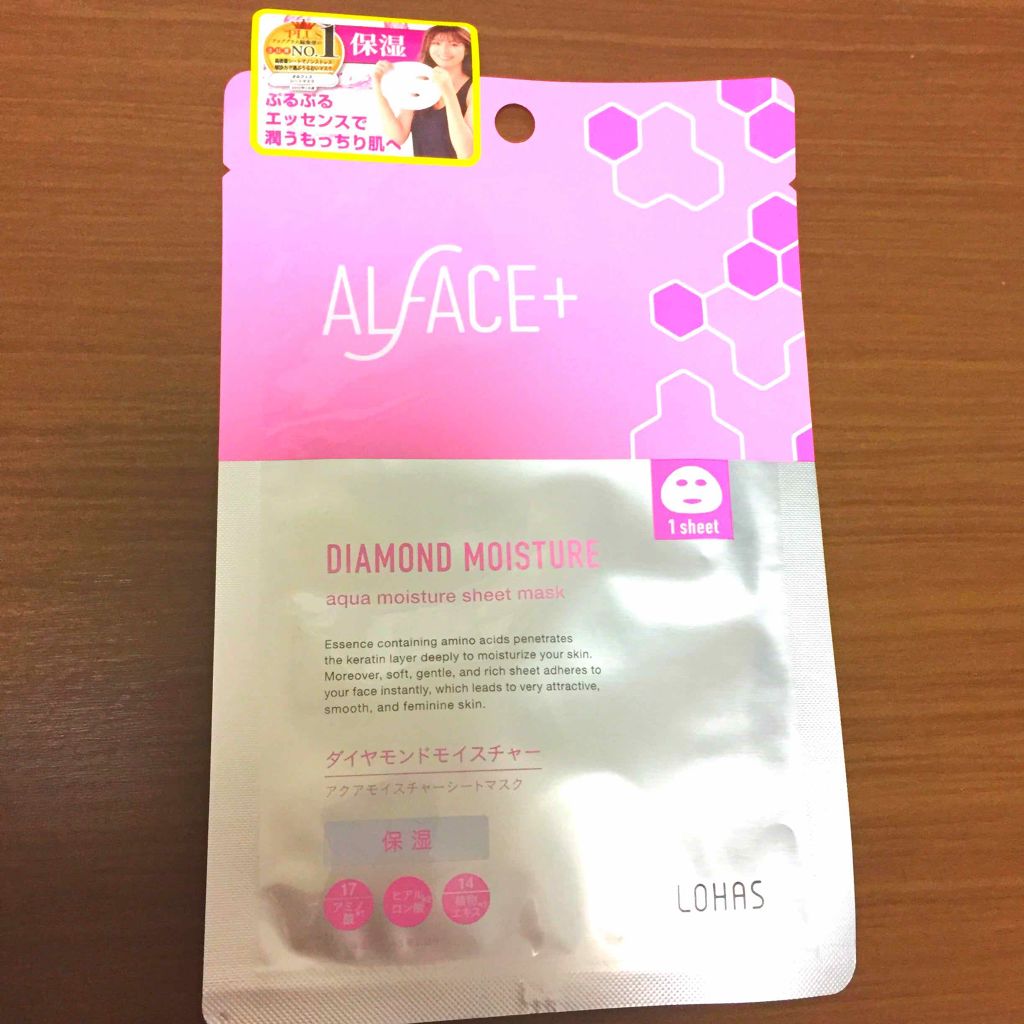 PLUS
NO.1
保湿
ぷるぷる
エッセンスで
潤うもっちり肌へ
ALFACE+
1 sheet
DIAMOND MOISTURE
aqua moisture sheet mask
Essence containing amino acids penetrates
the keratin layer deeply to moisturize your skin.
Moreover, soft, gentle, and rich sheet adheres to
your face instantly, which leads to very attractive,
smooth, and feminine skin.
ダイヤモンドモイスチャー
アクアモイスチャーシートマスク
保湿
17
アミノ
酸
ヒアル
ロン酸
14
植物
エキス
LOHAS